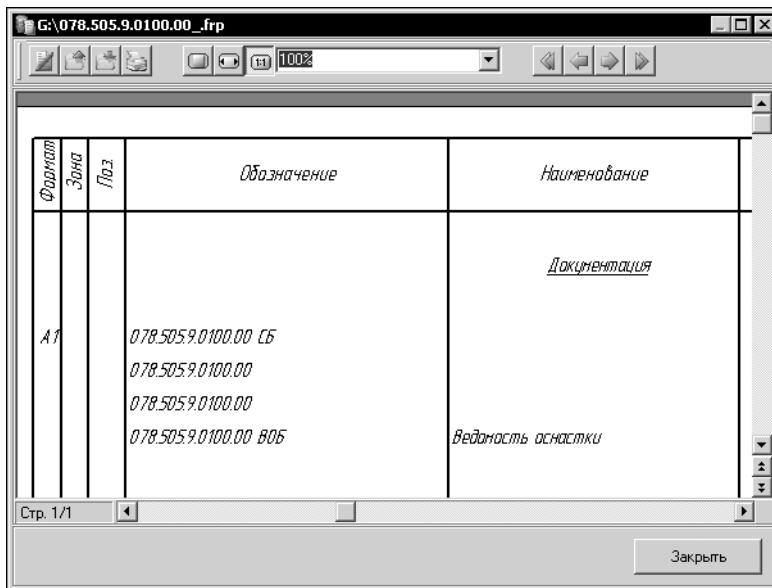 G:\078.505.9.0100.00_.frp
1:1 100%
Формат Зона Поз. Обозначение Наименование
Документация
А1 078.505.9.0100.00 СБ
078.505.9.0100.00
078.505.9.0100.00
078.505.9.0100.00 ВОБ Ведомость оснастки
Стр. 1/1
Закрыть